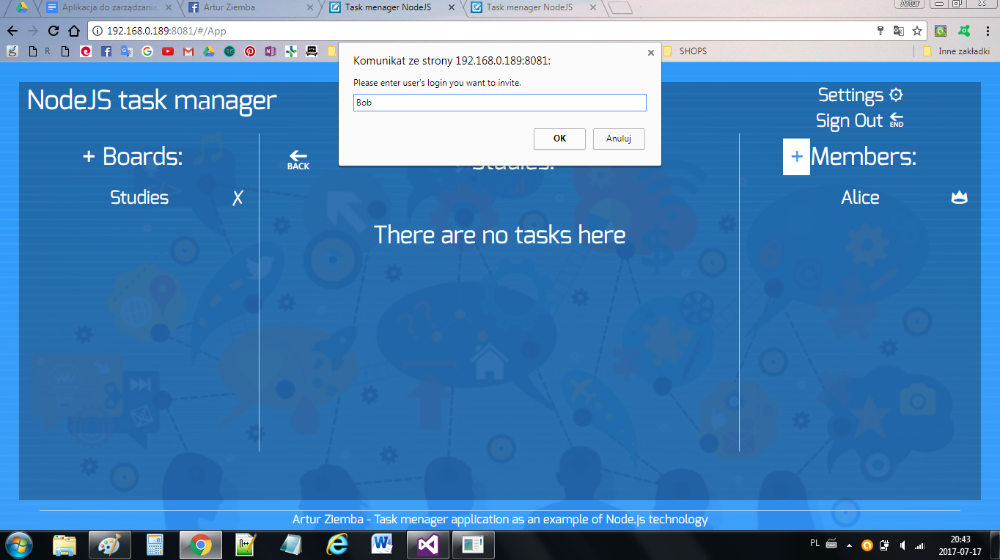 Aplikacja do zarządzania
Artur Ziemba
Task menager NodeJS
Task menager NodeJS
Artur
192.168.0.189:8081/#/App
R
SHOPS
Inne zakładki
Komunikat ze strony 192.168.0.189:8081:
Please enter user's login you want to invite.
Bob
OK
Anuluj
NodeJS task manager
Settings
Sign Out
END
+ Boards:
BACK
Studies:
+ Members:
Studies
X
Alice
There are no tasks here
Artur Ziemba - Task menager application as an example of Node.js technology
PL
20:43
2017-07-17